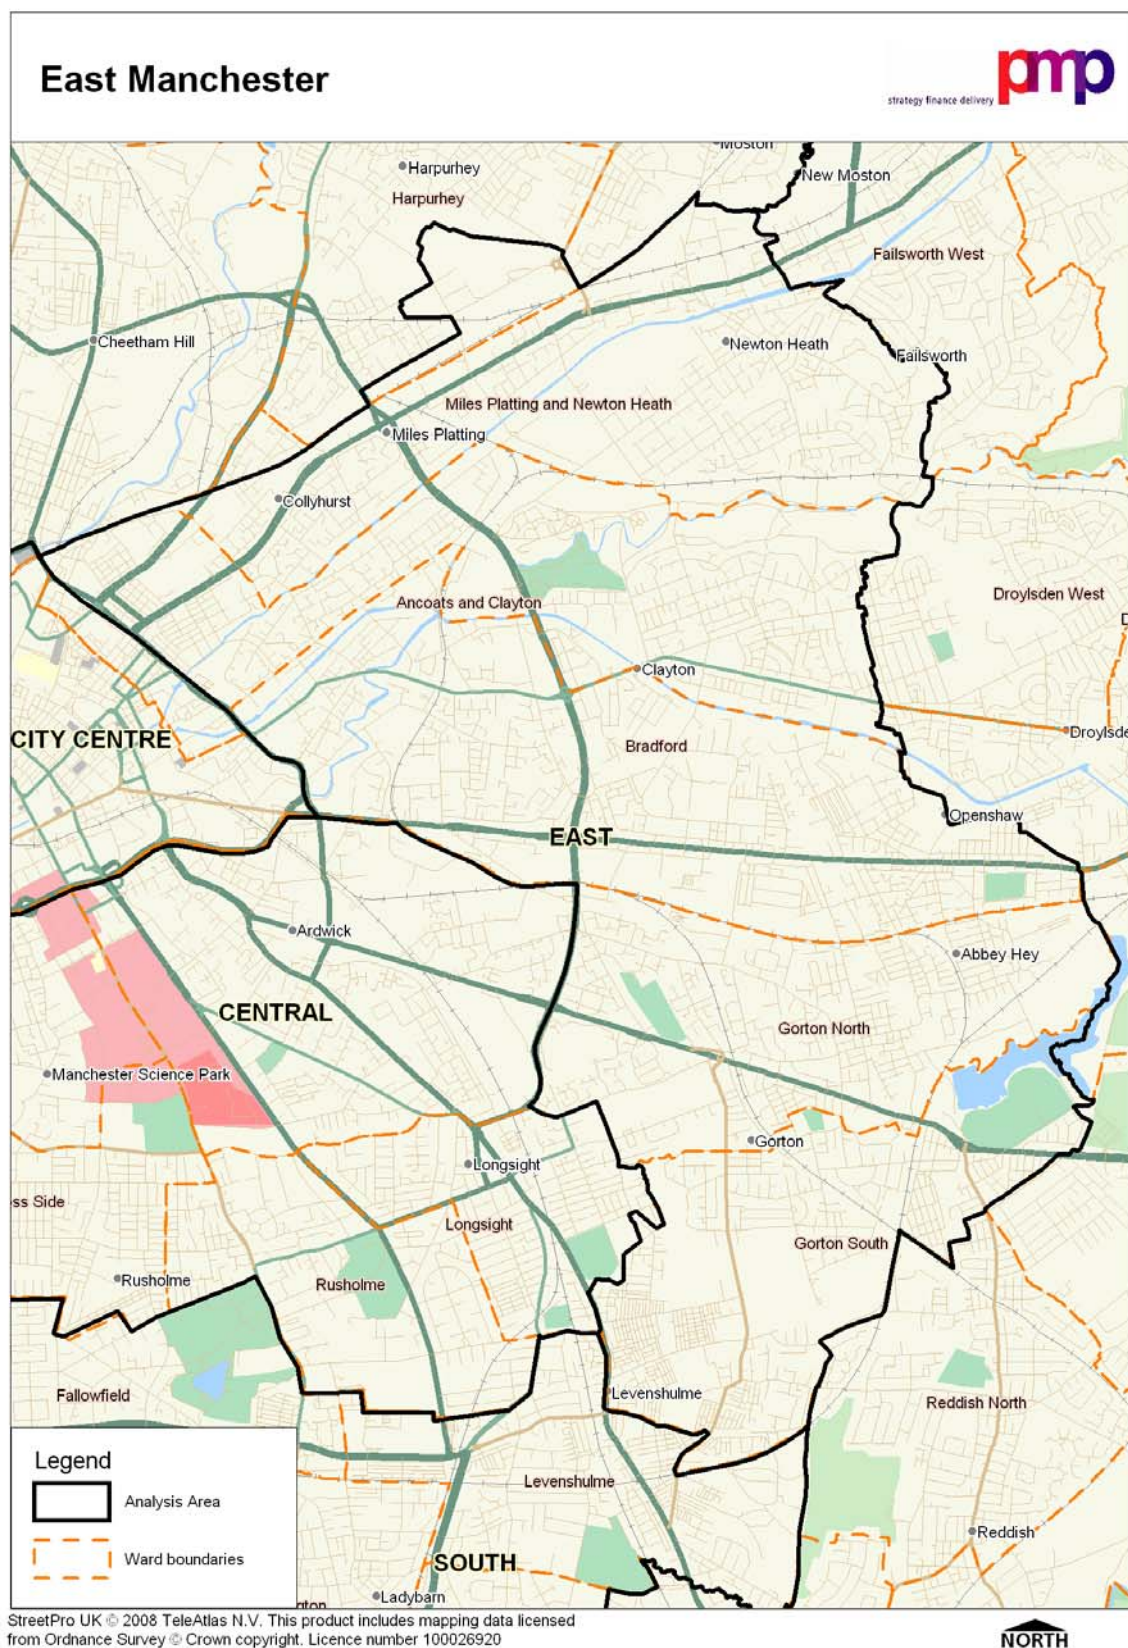 East Manchester
pmp
strategy finance delivery
Moston
Harpurhey
New Moston
Harpurhey
Failsworth West
Cheetham Hill
Newton Heath
Failsworth
Miles Platting and Newton Heath
Miles Platting
Collyhurst
Droylsden West
Ancoats and Clayton
Clayton
CITY CENTRE
Bradford
Droylsde
Openshaw
EAST
Ardwick
Abbey Hey
CENTRAL
Gorton North
Manchester Science Park
Gorton
Longsight
ss Side
Longsight
Gorton South
Rusholme
Rusholme
Fallowfield
Levenshulme
Reddish North
Legend
Analysis Area
Ward boundaries
Levenshulme
Reddish
SOUTH
Ladybarn
gton
StreetPro UK © 2008 TeleAtlas N.V. This product includes mapping data licensed
from Ordnance Survey © Crown copyright. Licence number 100026920
NORTH